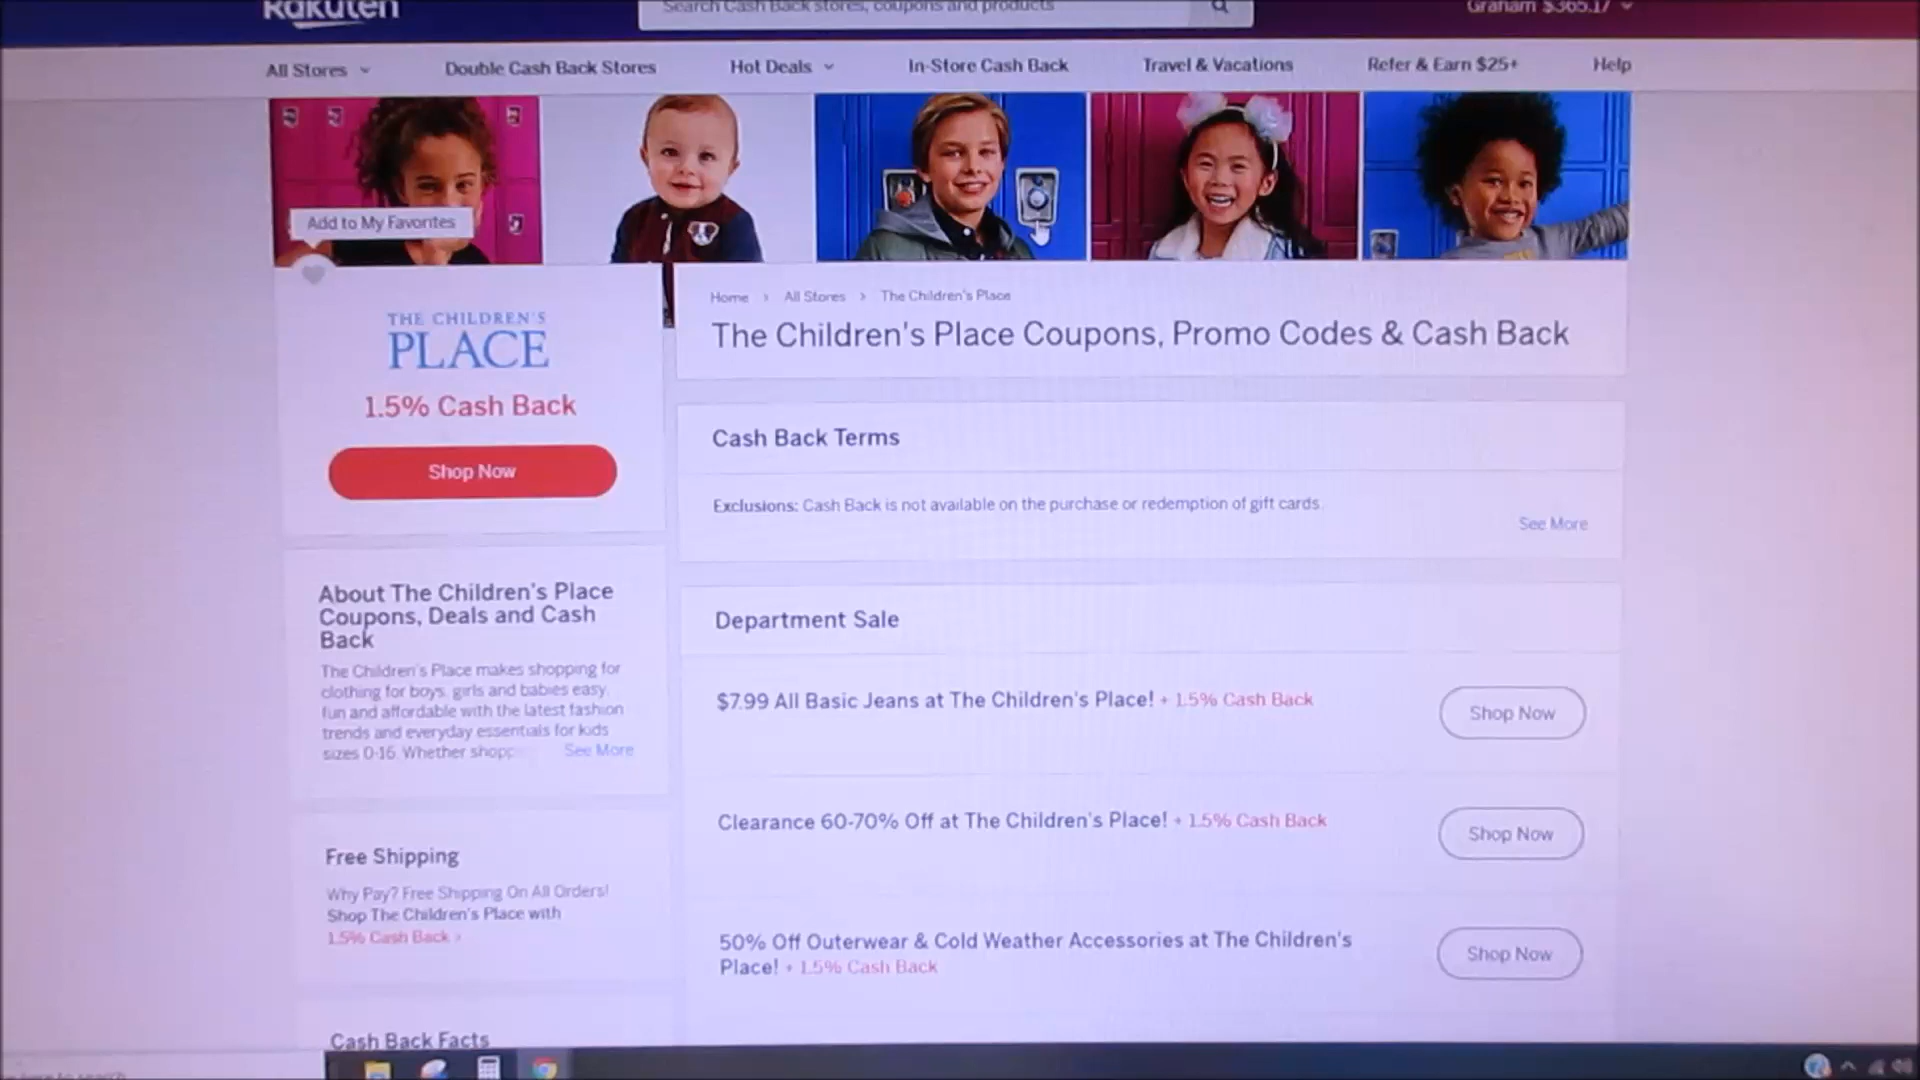 Rakuten
Search Cash Back stores, coupons and products
Graham $365.17
All Stores
Double Cash Back Stores
Hot Deals
In-Store Cash Back
Travel & Vacations
Refer & Earn $25+
Help
Add to My Favorites
THE CHILDREN'S
PLACE
1.5% Cash Back
Shop Now
Home > All Stores > The Children's Place
The Children's Place Coupons, Promo Codes & Cash Back
Cash Back Terms
Exclusions: Cash Back is not available on the purchase or redemption of gift cards.
See More
About The Children's Place
Coupons, Deals and Cash
Back
The Children's Place makes shopping for
clothing for boys, girls and babies easy,
fun and affordable with the latest fashion
trends and everyday essentials for kids
sizes 0-16. Whether shopp
See More
Free Shipping
Why Pay? Free Shipping On All Orders!
Shop The Children's Place with
1.5% Cash Back >
Cash Back Facts
Department Sale
$7.99 All Basic Jeans at The Children's Place! + 1.5% Cash Back
Shop Now
Clearance 60-70% Off at The Children's Place! + 1.5% Cash Back
Shop Now
50% Off Outerwear & Cold Weather Accessories at The Children's
Place! + 1.5% Cash Back
Shop Now